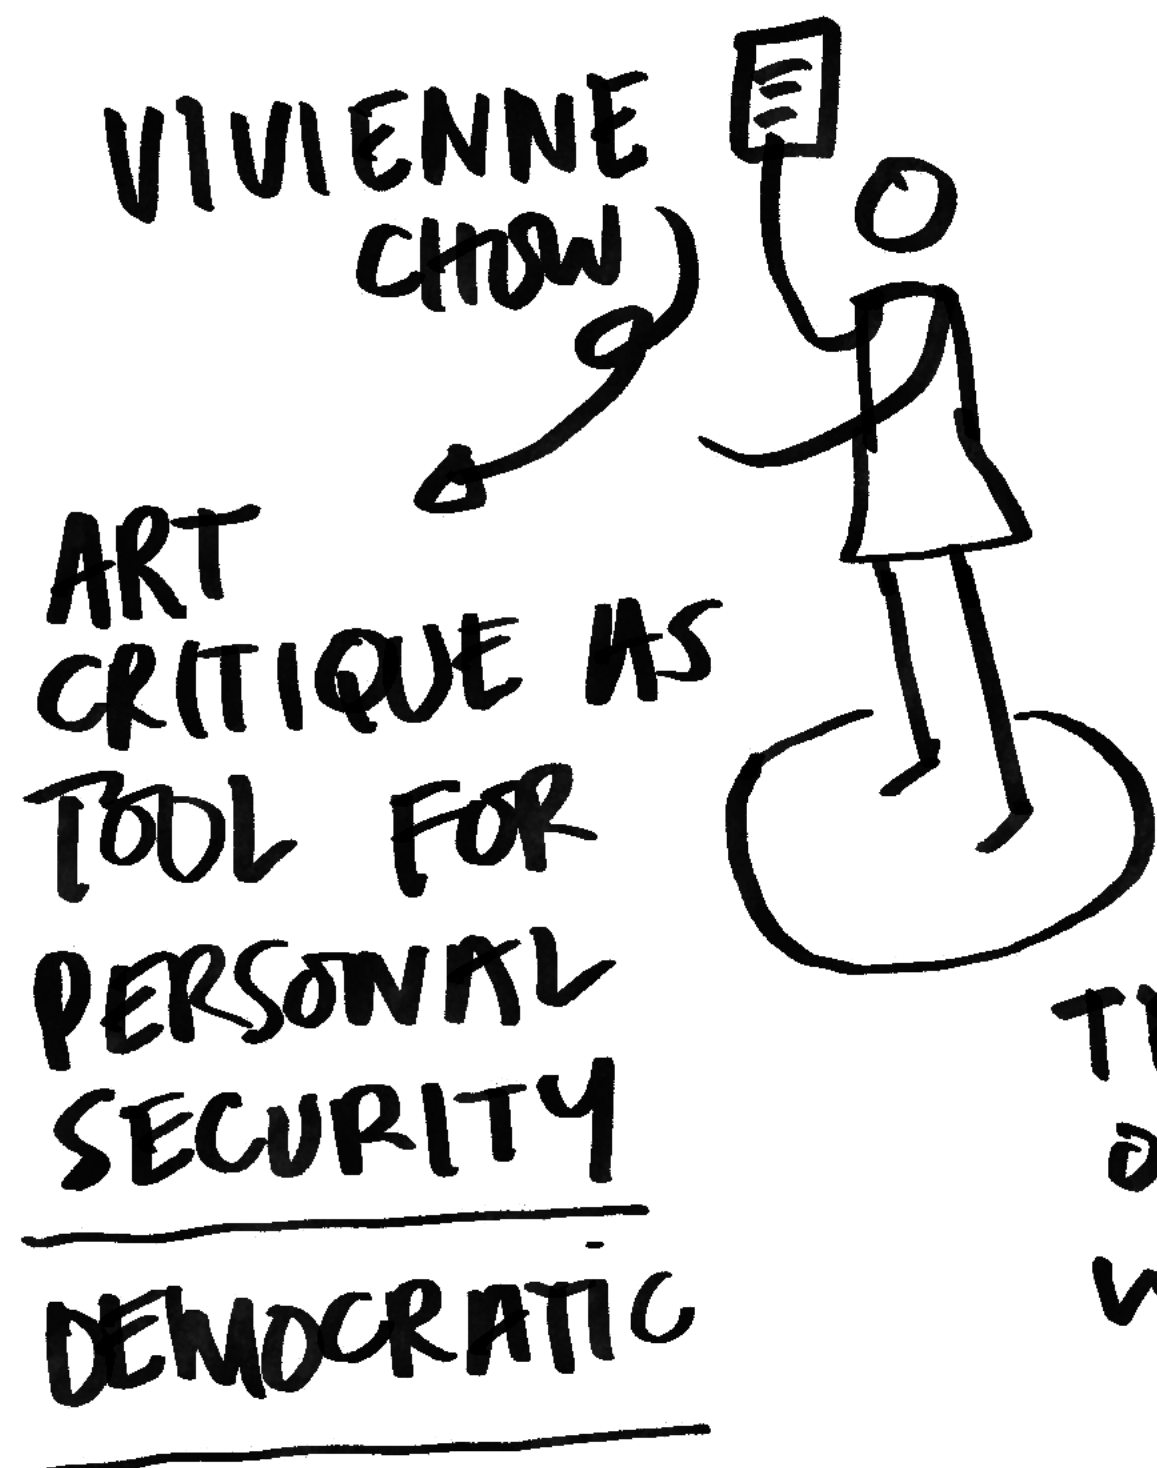 VIVIENNE
CHOW
ART
CRITIQUE AS
TOOL FOR
PERSONAL
SECURITY
DEMOCRATIC